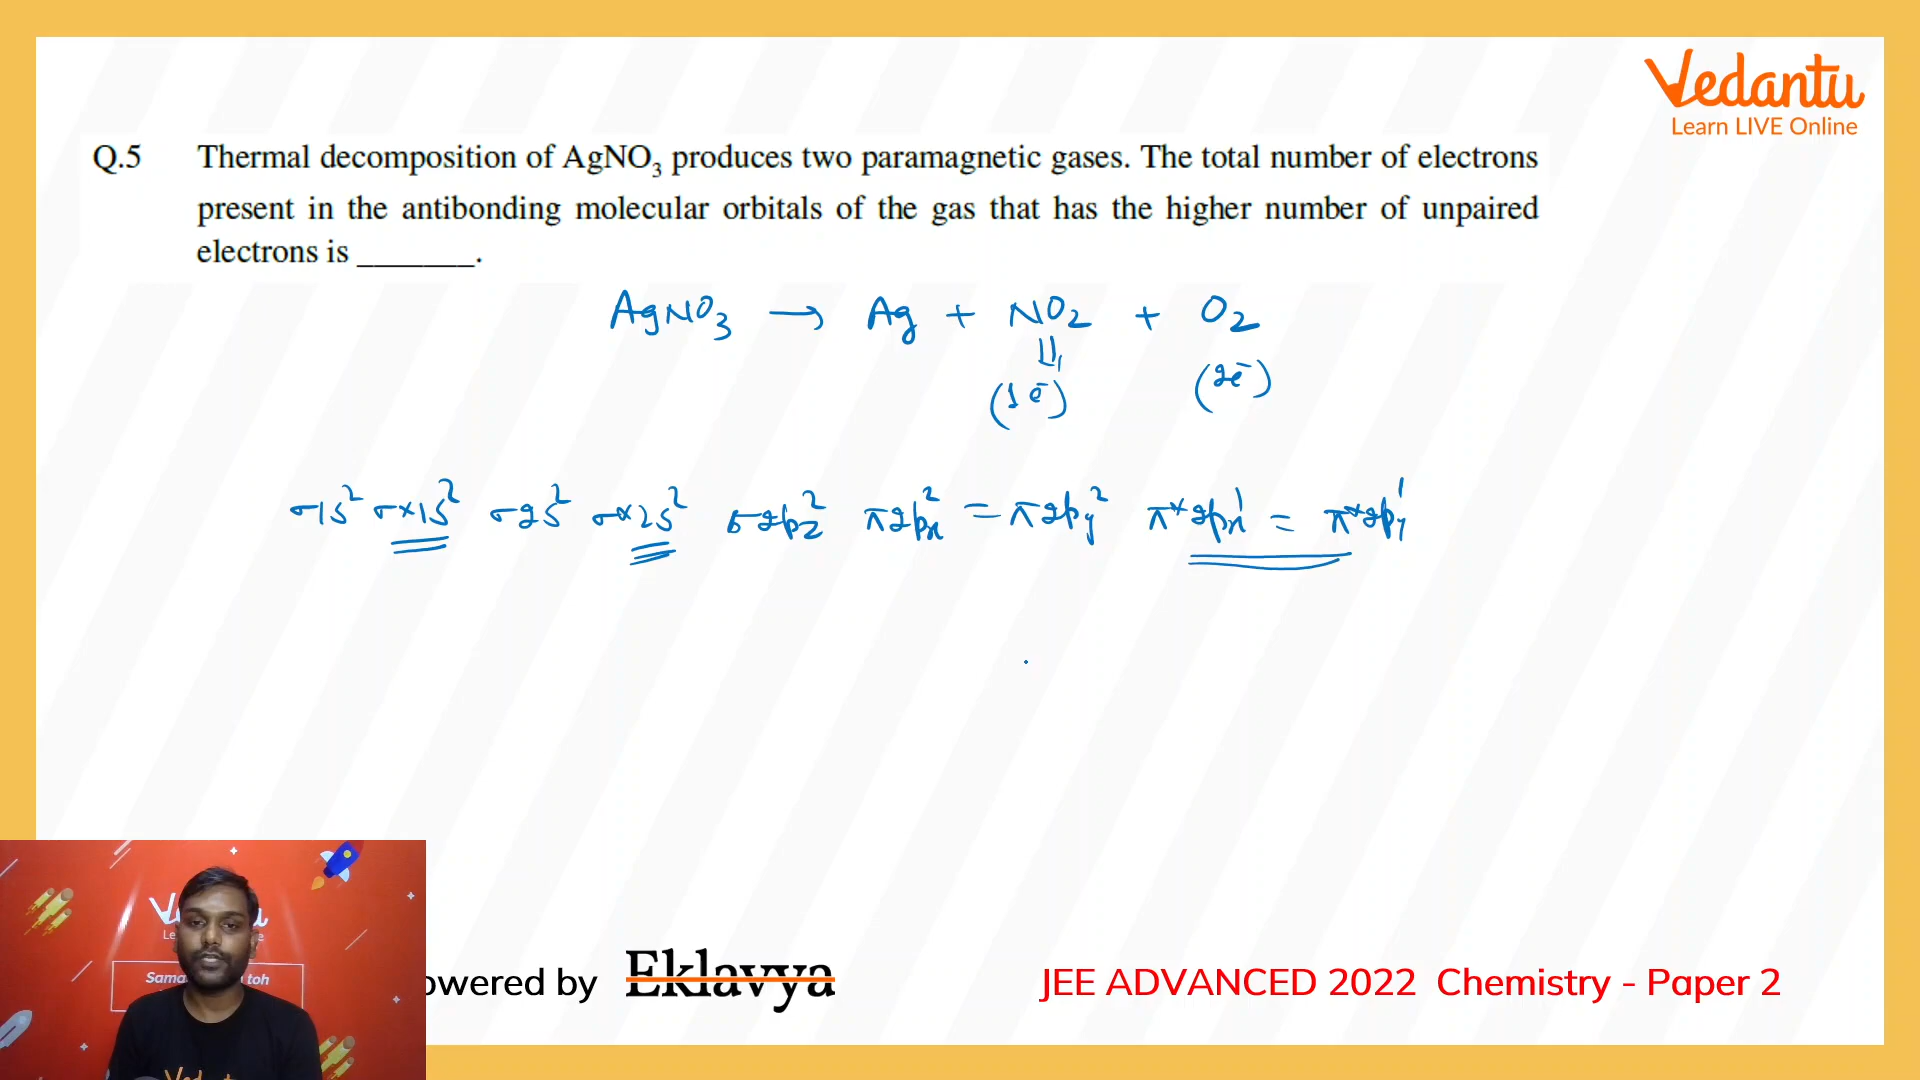 Vedantu
Learn LIVE Online
Q.5 Thermal decomposition of AgNO₃ produces two paramagnetic gases. The total number of electrons
present in the antibonding molecular orbitals of the gas that has the higher number of unpaired
electrons is _______.
AgNO₃ → Ag + NO₂ + O₂
(1e⁻) (2e⁻)
σ1s² σ*1s² σ2s² σ*2s² σ2pz² π2px² = π2py² π*2px¹ = π*2py¹
toh
owered by Eklavya
JEE ADVANCED 2022 Chemistry - Paper 2